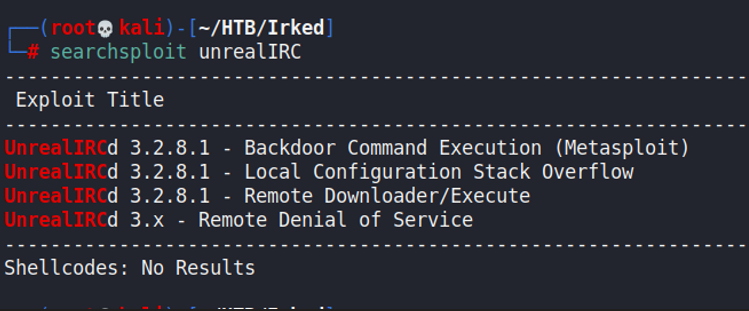 ┌──(root💀kali)-[~/HTB/Irked]
└─# searchsploit unrealIRC
---------------------------------------------------------------
Exploit Title
---------------------------------------------------------------
UnrealIRCd 3.2.8.1 - Backdoor Command Execution (Metasploit)
UnrealIRCd 3.2.8.1 - Local Configuration Stack Overflow
UnrealIRCd 3.2.8.1 - Remote Downloader/Execute
UnrealIRCd 3.x - Remote Denial of Service
---------------------------------------------------------------
Shellcodes: No Results